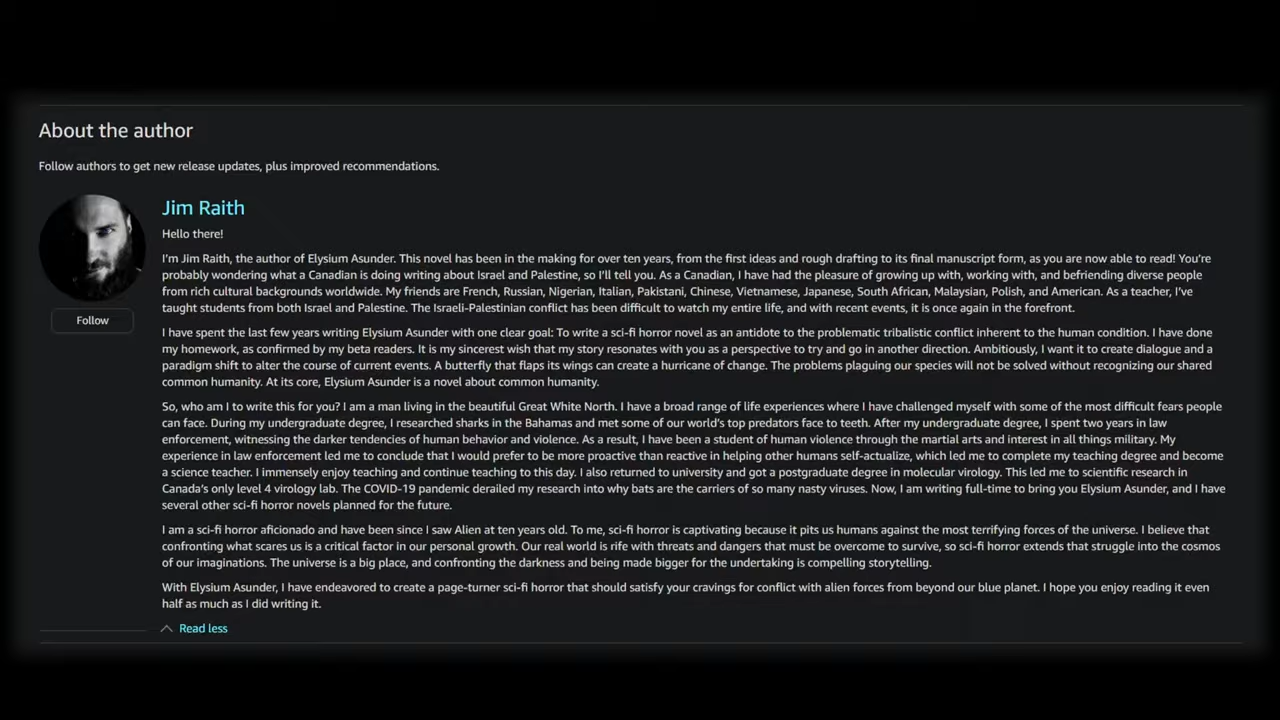 About the author
Follow authors to get new release updates, plus improved recommendations.
Jim Raith
Hello there!
I'm Jim Raith, the author of Elysium Asunder. This novel has been in the making for over ten years, from the first ideas and rough drafting to its final manuscript form, as you are now able to read! You're
probably wondering what a Canadian is doing writing about Israel and Palestine, so I'll tell you. As a Canadian, I have had the pleasure of growing up with, working with, and befriending diverse people
from rich cultural backgrounds worldwide. My friends are French, Russian, Nigerian, Italian, Pakistani, Chinese, Vietnamese, Japanese, South African, Malaysian, Polish, and American. As a teacher, I've
taught students from both Israel and Palestine. The Israeli-Palestinian conflict has been difficult to watch my entire life, and with recent events, it is once again in the forefront.
Follow
I have spent the last few years writing Elysium Asunder with one clear goal: To write a sci-fi horror novel as an antidote to the problematic tribalistic conflict inherent to the human condition. I have done
my homework, as confirmed by my beta readers. It is my sincerest wish that my story resonates with you as a perspective to try and go in another direction. Ambitiously, I want it to create dialogue and a
paradigm shift to alter the course of current events. A butterfly that flaps its wings can create a hurricane of change. The problems plaguing our species will not be solved without recognizing our shared
common humanity. At its core, Elysium Asunder is a novel about common humanity.
So, who am I to write this for you? I am a man living in the beautiful Great White North. I have a broad range of life experiences where I have challenged myself with some of the most difficult fears people
can face. During my undergraduate degree, I researched sharks in the Bahamas and met some of our world's top predators face to teeth. After my undergraduate degree, I spent two years in law
enforcement, witnessing the darker tendencies of human behavior and violence. As a result, I have been a student of human violence through the martial arts and interest in all things military. My
experience in law enforcement led me to conclude that I would prefer to be more proactive than reactive in helping other humans self-actualize, which led me to complete my teaching degree and become
a science teacher. I immensely enjoy teaching and continue teaching to this day. I also returned to university and got a postgraduate degree in molecular virology. This led me to scientific research in
Canada's only level 4 virology lab. The COVID-19 pandemic derailed my research into why bats are the carriers of so many nasty viruses. Now, I am writing full-time to bring you Elysium Asunder, and I have
several other sci-fi horror novels planned for the future.
I am a sci-fi horror aficionado and have been since I saw Alien at ten years old. To me, sci-fi horror is captivating because it pits us humans against the most terrifying forces of the universe. I believe that
confronting what scares us is a critical factor in our personal growth. Our real world is rife with threats and dangers that must be overcome to survive, so sci-fi horror extends that struggle into the cosmos
of our imaginations. The universe is a big place, and confronting the darkness and being made bigger for the undertaking is compelling storytelling.
With Elysium Asunder, I have endeavored to create a page-turner sci-fi horror that should satisfy your cravings for conflict with alien forces from beyond our blue planet. I hope you enjoy reading it even
half as much as I did writing it.
Read less